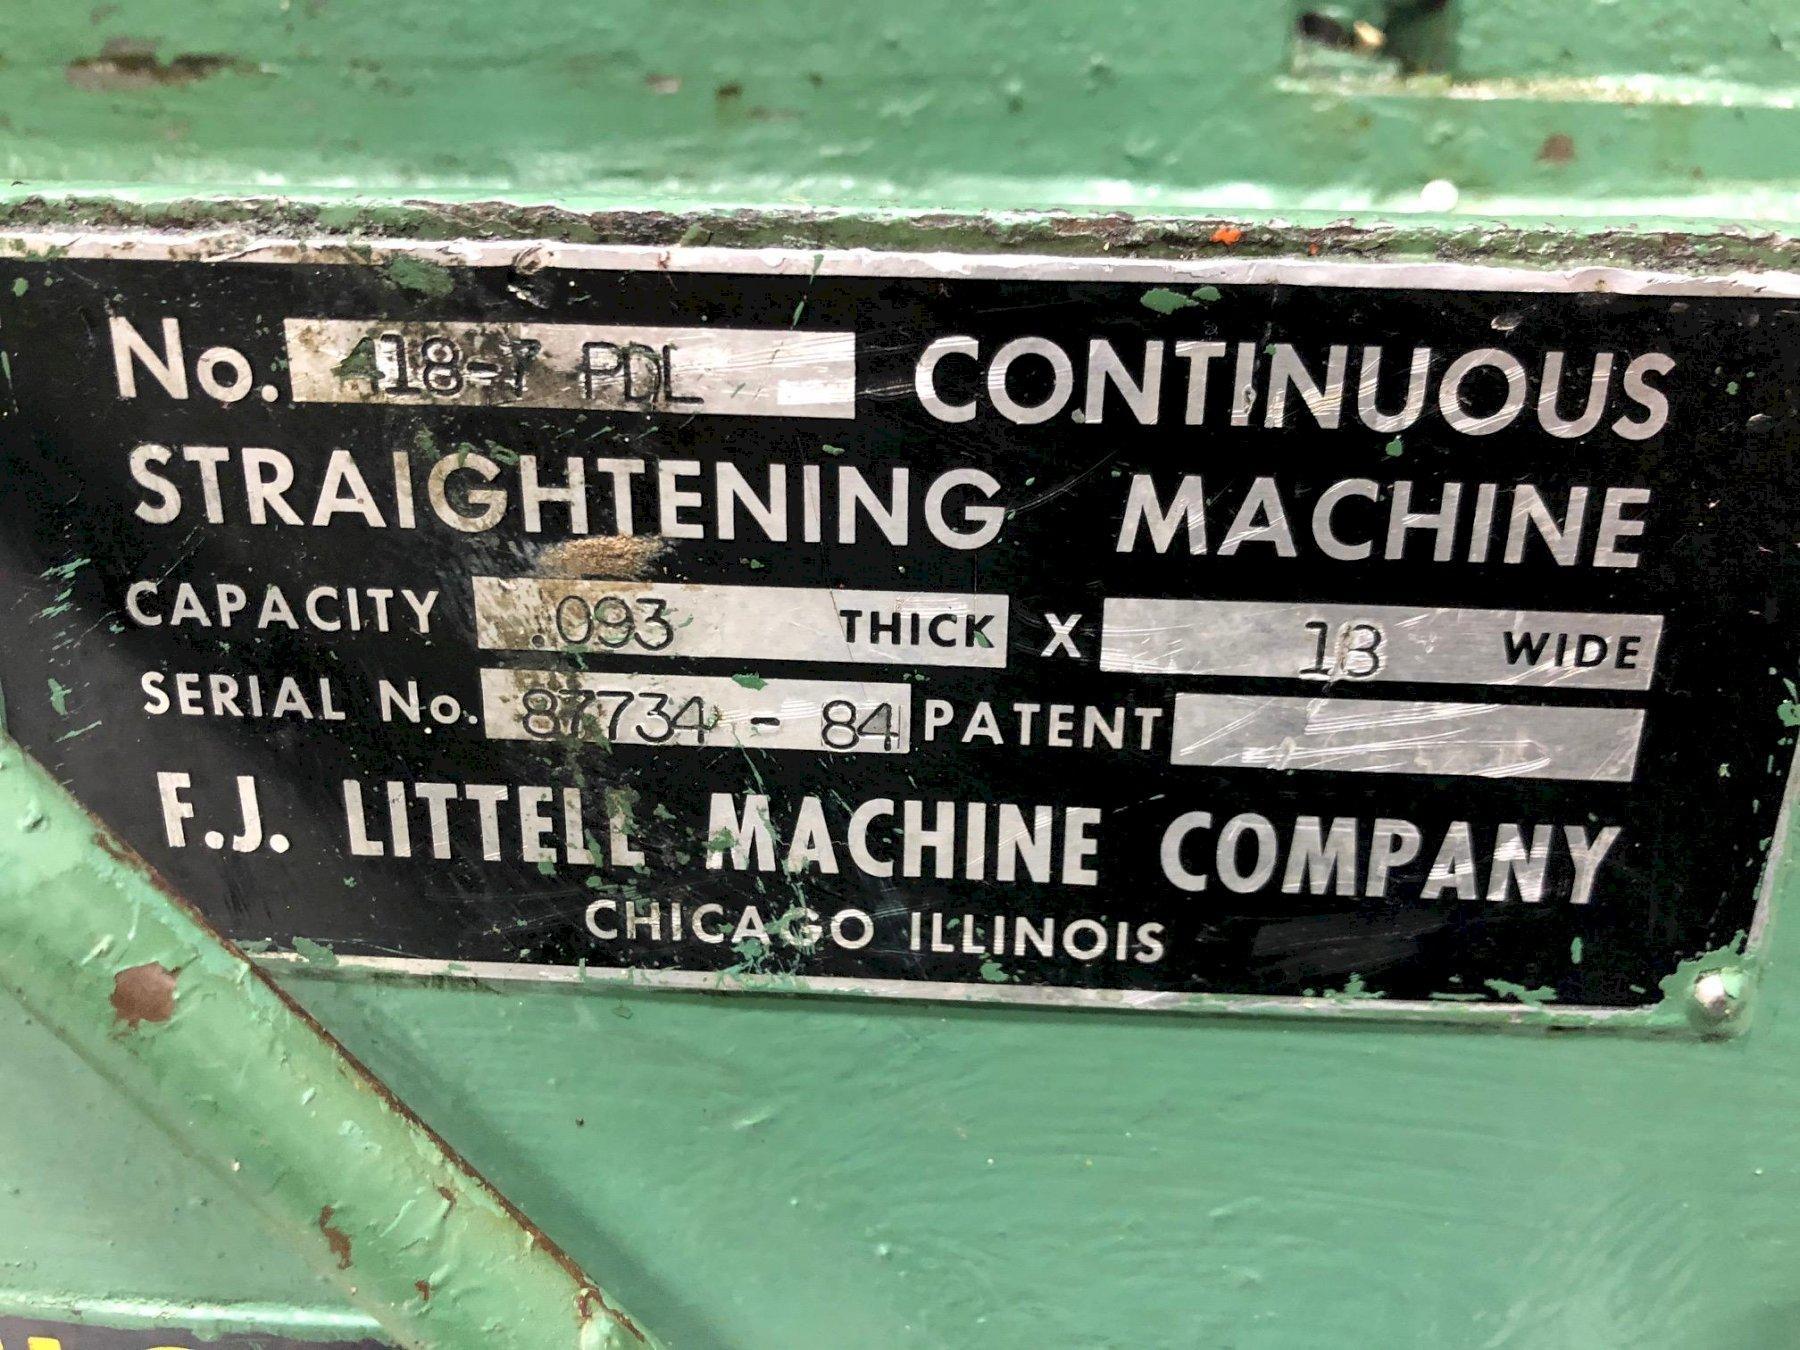 No. 418-7 PDL CONTINUOUS
STRAIGHTENING MACHINE
CAPACITY .093 THICK X 18 WIDE
SERIAL No. 87734 - 84 PATENT
F.J. LITTELL MACHINE COMPANY
CHICAGO ILLINOIS